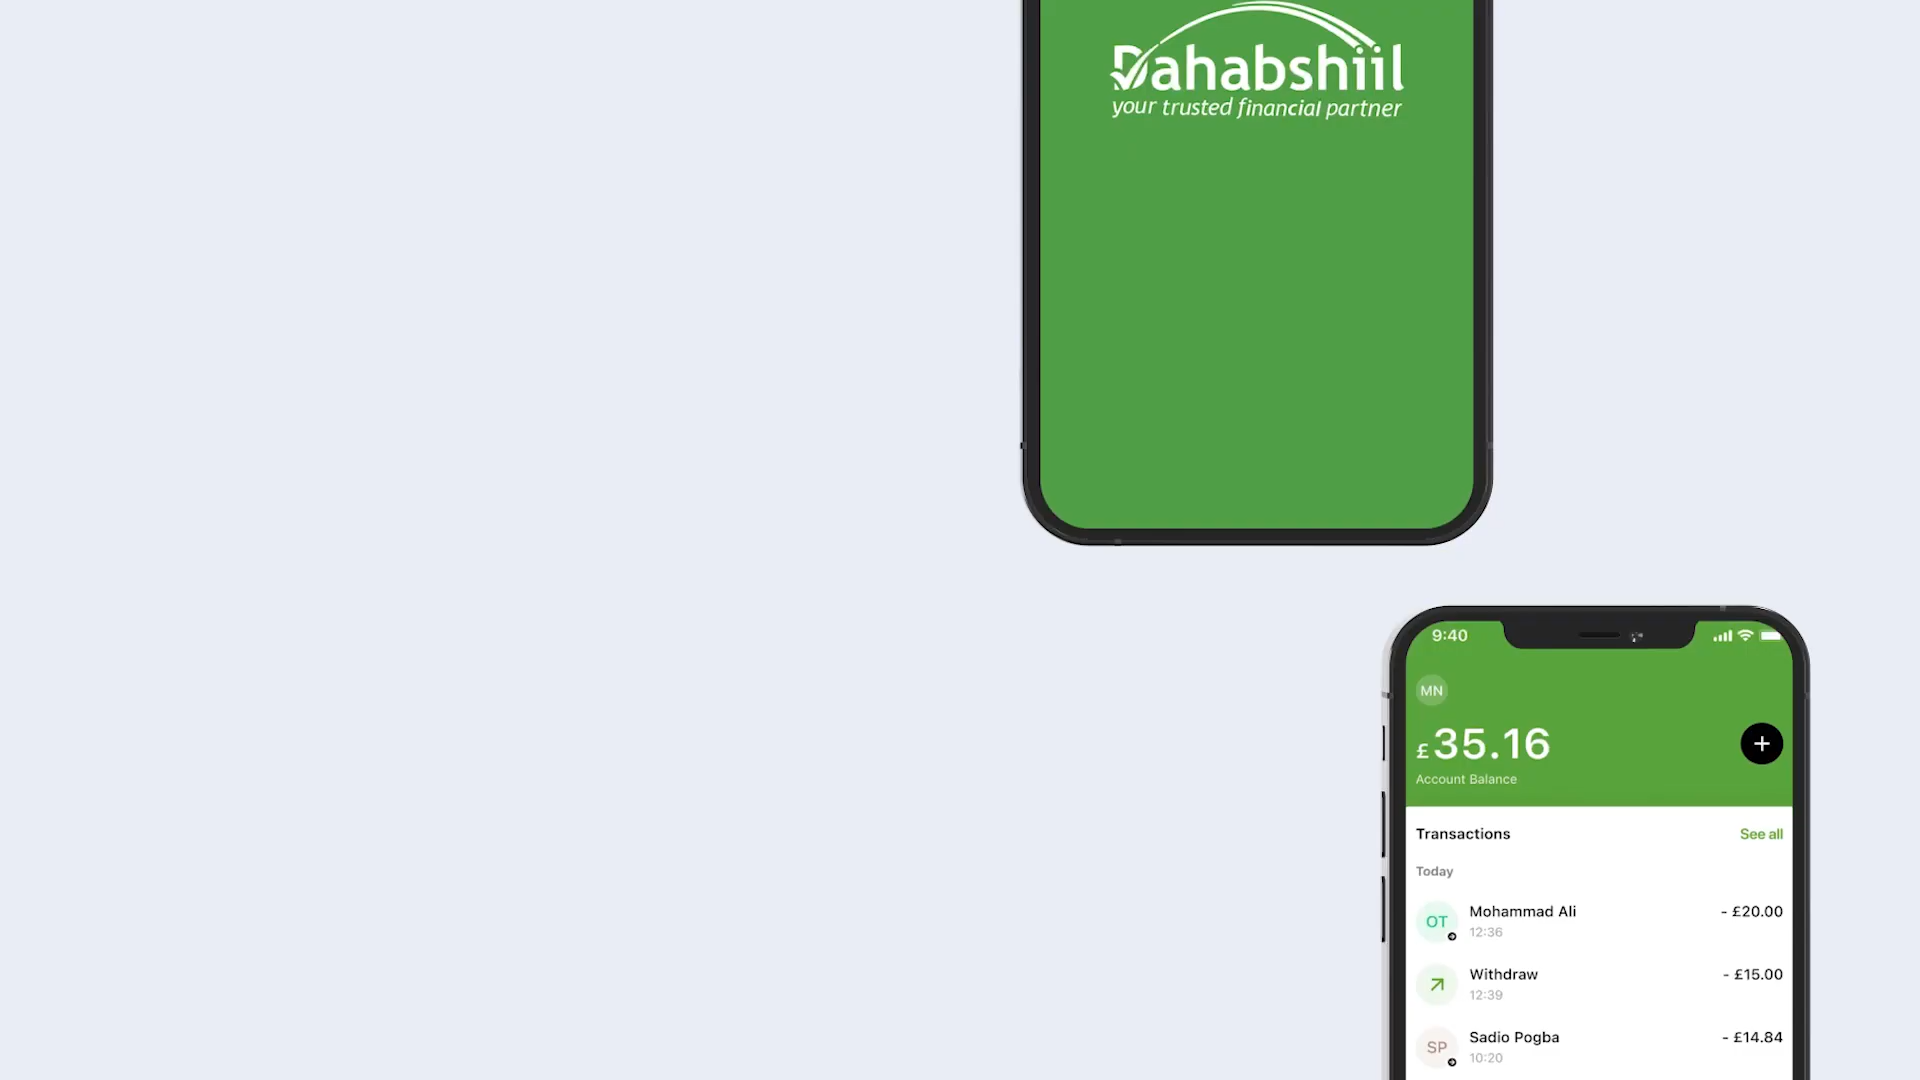 Dahabshiil
your trusted financial partner
9:40
MN
£35.16
Account Balance
Transactions
See all
Today
OT
Mohammad Ali
- £20.00
12:36
Withdraw
- £15.00
12:39
SP
Sadio Pogba
- £14.84
10:20